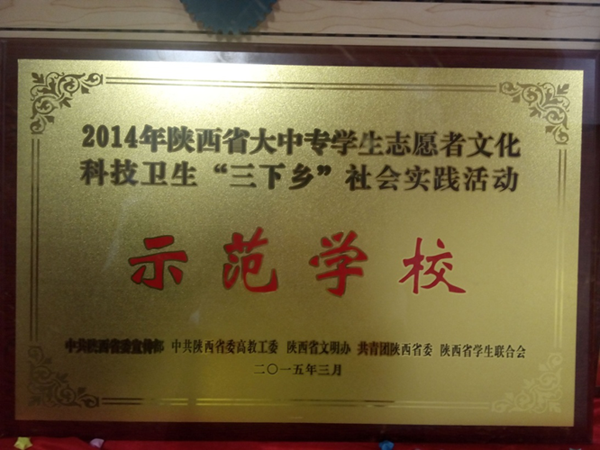 2014年陕西省大中专学生志愿者文化
科技卫生“三下乡”社会实践活动
示范学校
中共陕西省委宣传部 中共陕西省委高教工委 陕西省文明办 共青团陕西省委 陕西省学生联合会
二〇一五年三月